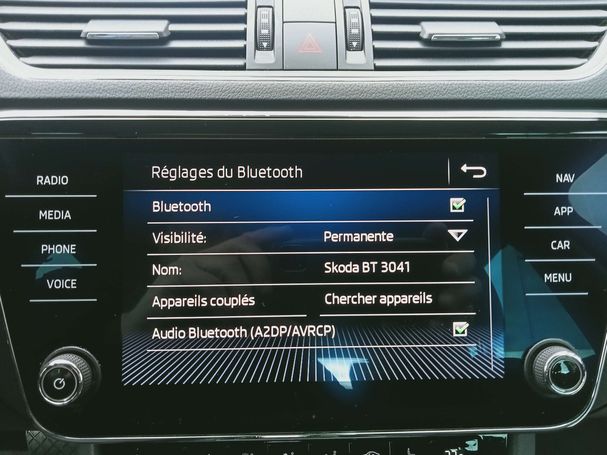 Réglages du Bluetooth
RADIO
MEDIA
PHONE
VOICE
Bluetooth
Visibilité: Permanente
Nom: Skoda BT 3041
Appareils couplés Chercher appareils
Audio Bluetooth (A2DP/AVRCP)
NAV
APP
CAR
MENU